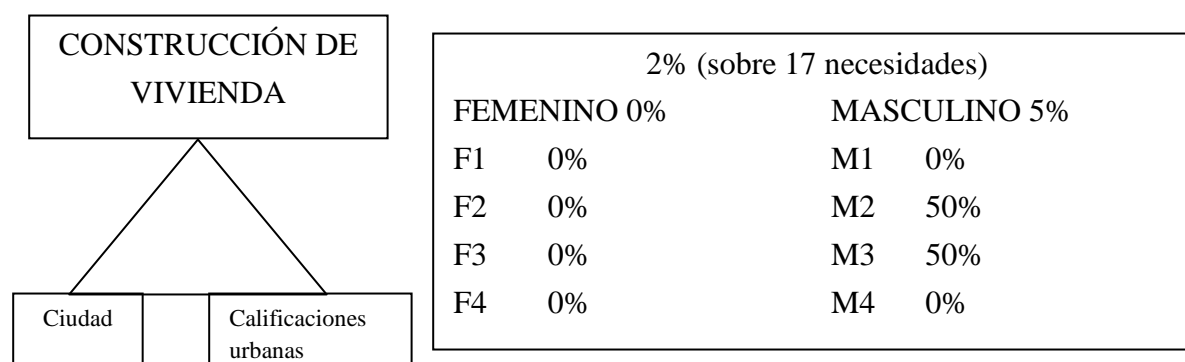 CONSTRUCCIÓN DE
VIVIENDA
Ciudad
Calificaciones
urbanas
2% (sobre 17 necesidades)
FEMENINO 0% MASCULINO 5%
F1 0% M1 0%
F2 0% M2 50%
F3 0% M3 50%
F4 0% M4 0%